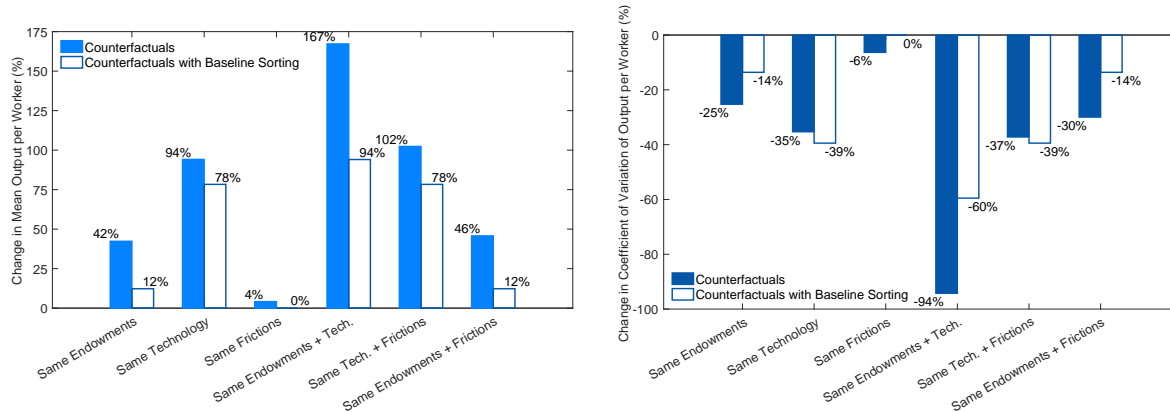 Change in Mean Output per Worker (%)
175
150
125
100
75
50
25
0
Counterfactuals
Counterfactuals with Baseline Sorting
42%
12%
94%
78%
4%
0%
167%
94%
102%
78%
46%
12%
Same Endowments
Same Technology
Same Frictions
Same Endowments + Tech.
Same Tech. + Frictions
Same Endowments + Frictions
Change in Coefficient of Variation of Output per Worker (%)
0
-20
-40
-60
-80
-100
-25%
-14%
-35%
-39%
-6%
0%
-94%
-60%
-37%
-39%
-30%
-14%
Counterfactuals
Counterfactuals with Baseline Sorting
Same Endowments
Same Technology
Same Frictions
Same Endowments + Tech.
Same Tech. + Frictions
Same Endowments + Frictions